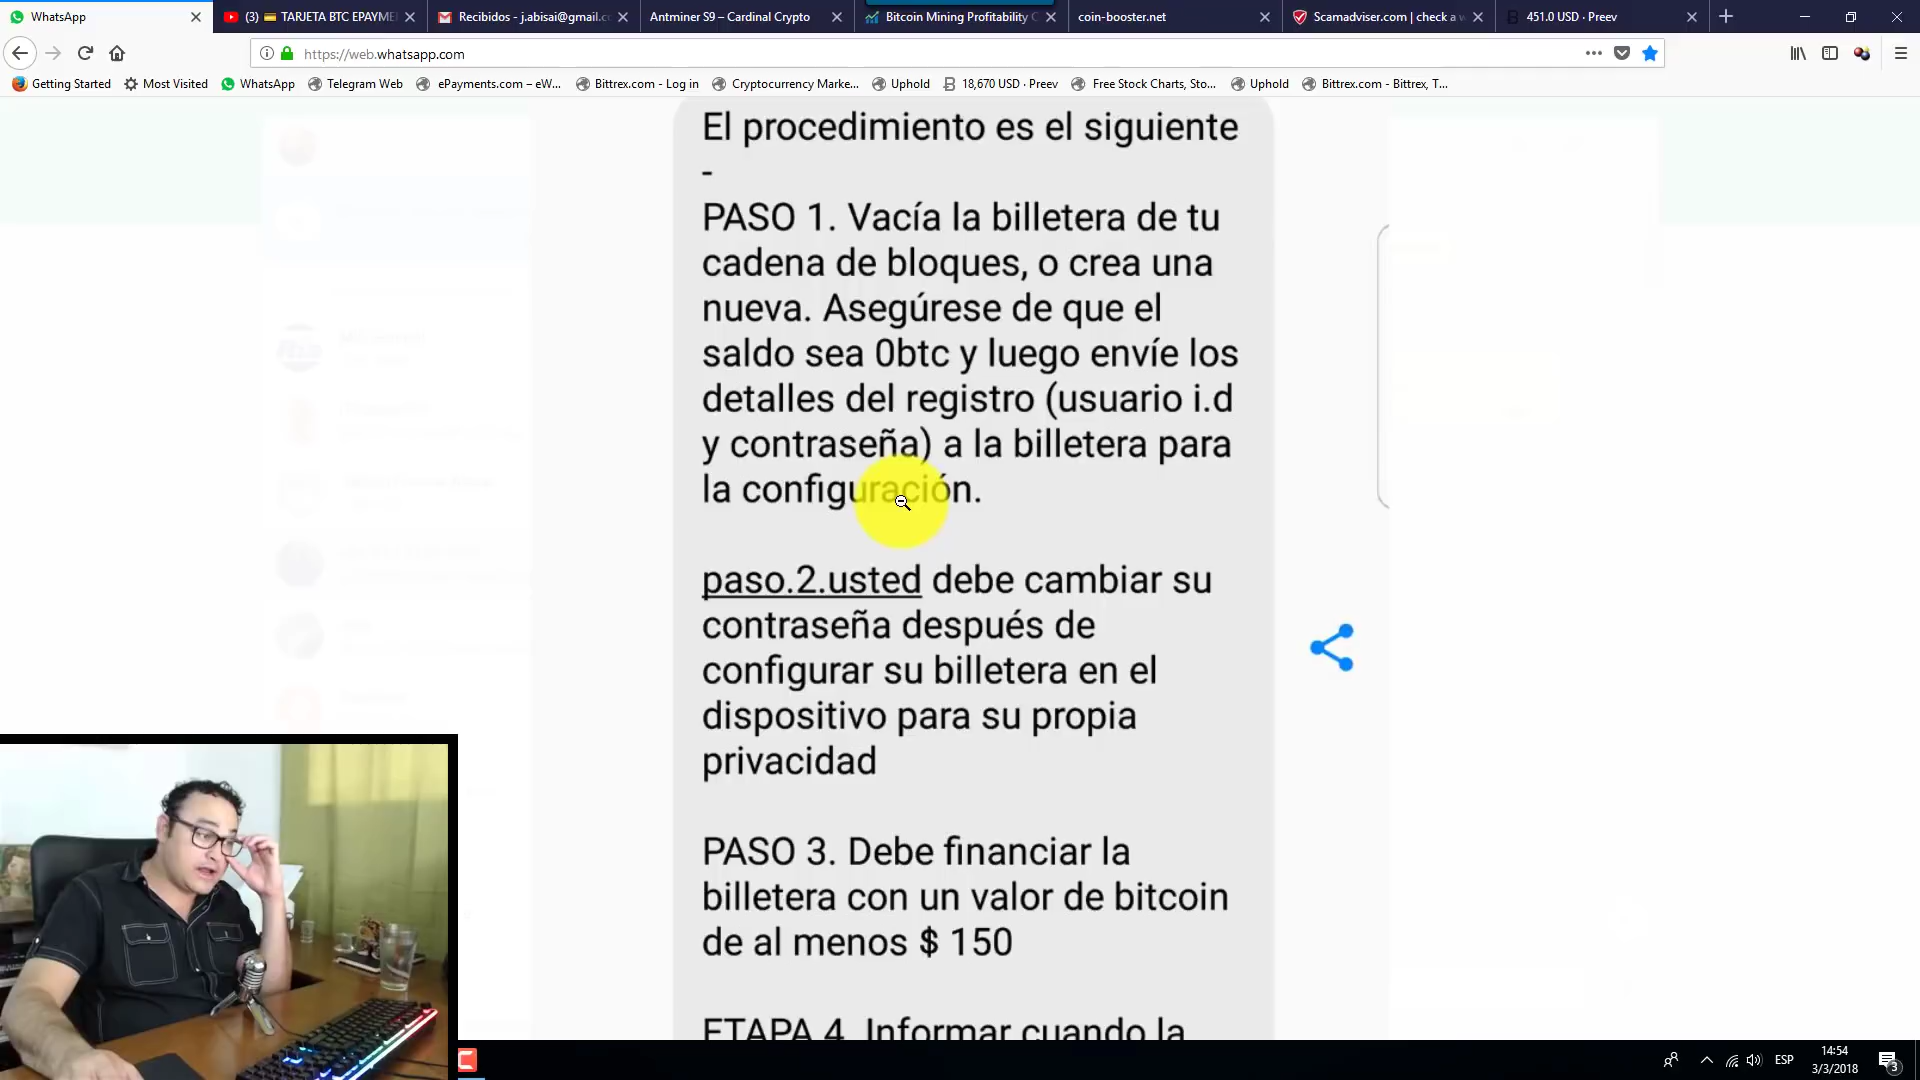 WhatsApp
(3) 💳 TARJETA BTC EPAYME
Recibidos - j.abisai@gmail.co
Antminer S9 – Cardinal Crypto
Bitcoin Mining Profitability C
coin-booster.net
Scamadviser.com | check a w
451.0 USD · Preev
https://web.whatsapp.com
Getting Started
Most Visited
WhatsApp
Telegram Web
ePayments.com – eW...
Bittrex.com - Log in
Cryptocurrency Marke...
Uphold
18,670 USD · Preev
Free Stock Charts, Sto...
Uphold
Bittrex.com - Bittrex, T...
El procedimiento es el siguiente
-
PASO 1. Vacía la billetera de tu
cadena de bloques, o crea una
nueva. Asegúrese de que el
saldo sea 0btc y luego envíe los
detalles del registro (usuario i.d
y contraseña) a la billetera para
la configuración.
paso.2.usted debe cambiar su
contraseña después de
configurar su billetera en el
dispositivo para su propia
privacidad
PASO 3. Debe financiar la
billetera con un valor de bitcoin
de al menos $ 150
ETAPA 4. Informar cuando la
ESP
14:54
3/3/2018
3